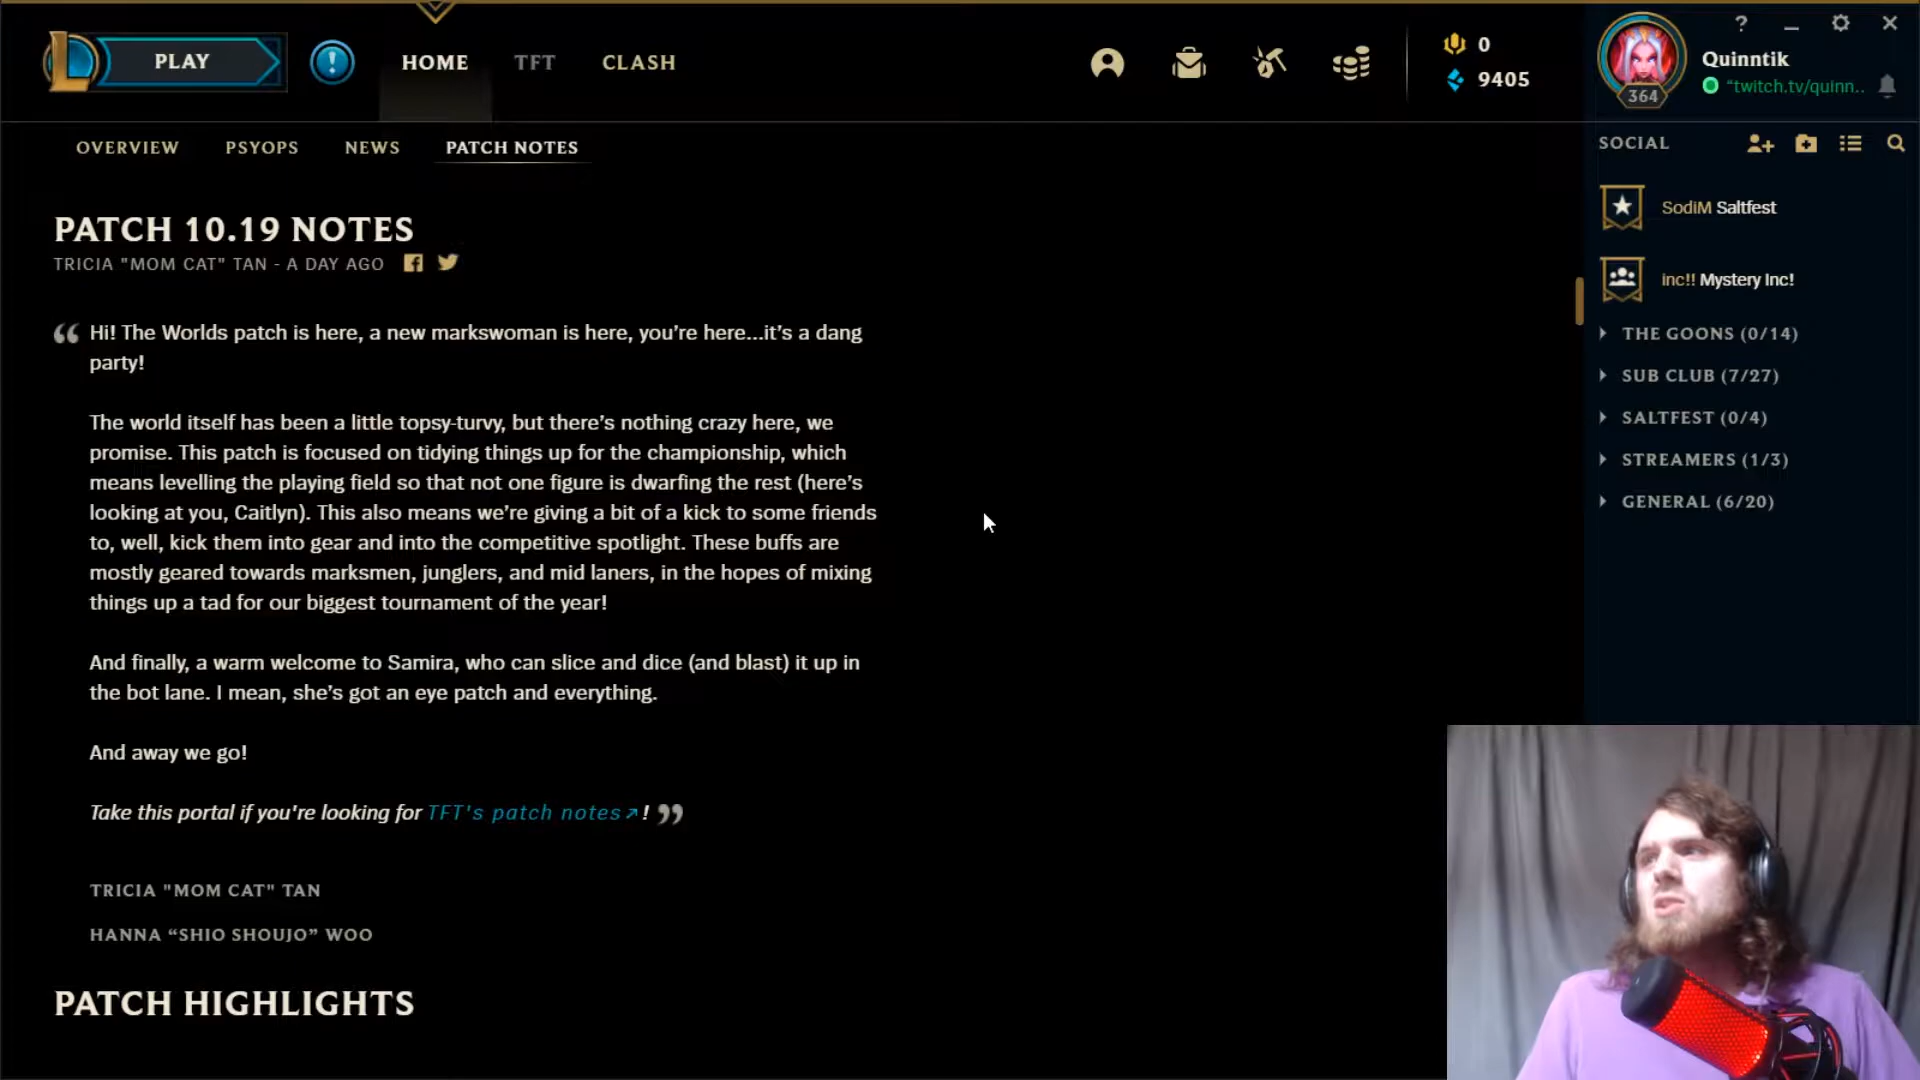 PLAY
HOME
TFT
CLASH
0
9405
?
Quinntik
"twitch.tv/quinn..
364
OVERVIEW
PSYOPS
NEWS
PATCH NOTES
SOCIAL
PATCH 10.19 NOTES
TRICIA "MOM CAT" TAN - A DAY AGO
“ Hi! The Worlds patch is here, a new markswoman is here, you’re here...it’s a dang
party!
The world itself has been a little topsy-turvy, but there’s nothing crazy here, we
promise. This patch is focused on tidying things up for the championship, which
means levelling the playing field so that not one figure is dwarfing the rest (here’s
looking at you, Caitlyn). This also means we’re giving a bit of a kick to some friends
to, well, kick them into gear and into the competitive spotlight. These buffs are
mostly geared towards marksmen, junglers, and mid laners, in the hopes of mixing
things up a tad for our biggest tournament of the year!
And finally, a warm welcome to Samira, who can slice and dice (and blast) it up in
the bot lane. I mean, she’s got an eye patch and everything.
And away we go!
Take this portal if you're looking for TFT's patch notes↗! ”
TRICIA "MOM CAT" TAN
HANNA “SHIO SHOUJO” WOO
PATCH HIGHLIGHTS
SodiM Saltfest
inc!! Mystery Inc!
THE GOONS (0/14)
SUB CLUB (7/27)
SALTFEST (0/4)
STREAMERS (1/3)
GENERAL (6/20)